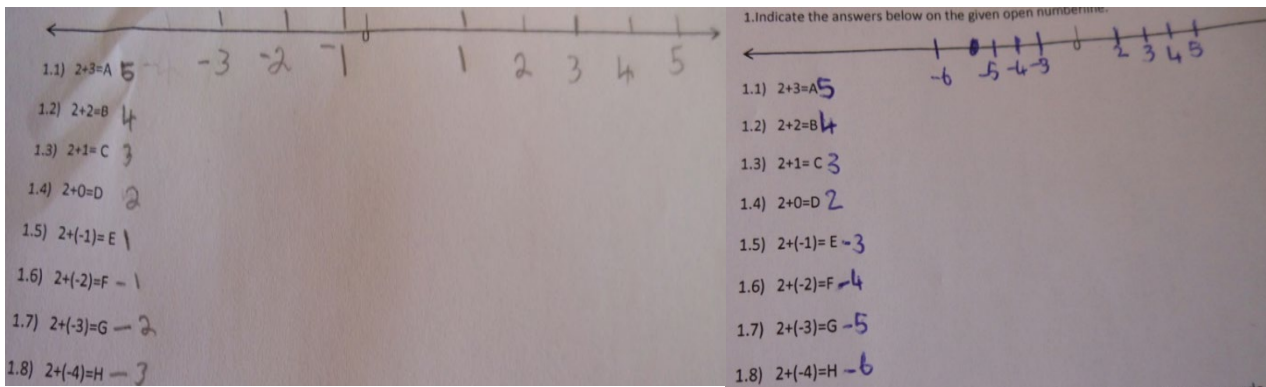 -3 -2 -1 0 1 2 3 4 5
1.1) 2+3=A 5
1.2) 2+2=B 4
1.3) 2+1= C 3
1.4) 2+0=D 2
1.5) 2+(-1)= E 1
1.6) 2+(-2)=F -1
1.7) 2+(-3)=G -2
1.8) 2+(-4)=H -3
1.Indicate the answers below on the given open numberline.
-6 -5 -4 -3 0 2 3 4 5
1.1) 2+3=A 5
1.2) 2+2=B 4
1.3) 2+1= C 3
1.4) 2+0=D 2
1.5) 2+(-1)= E -3
1.6) 2+(-2)=F -4
1.7) 2+(-3)=G -5
1.8) 2+(-4)=H -6